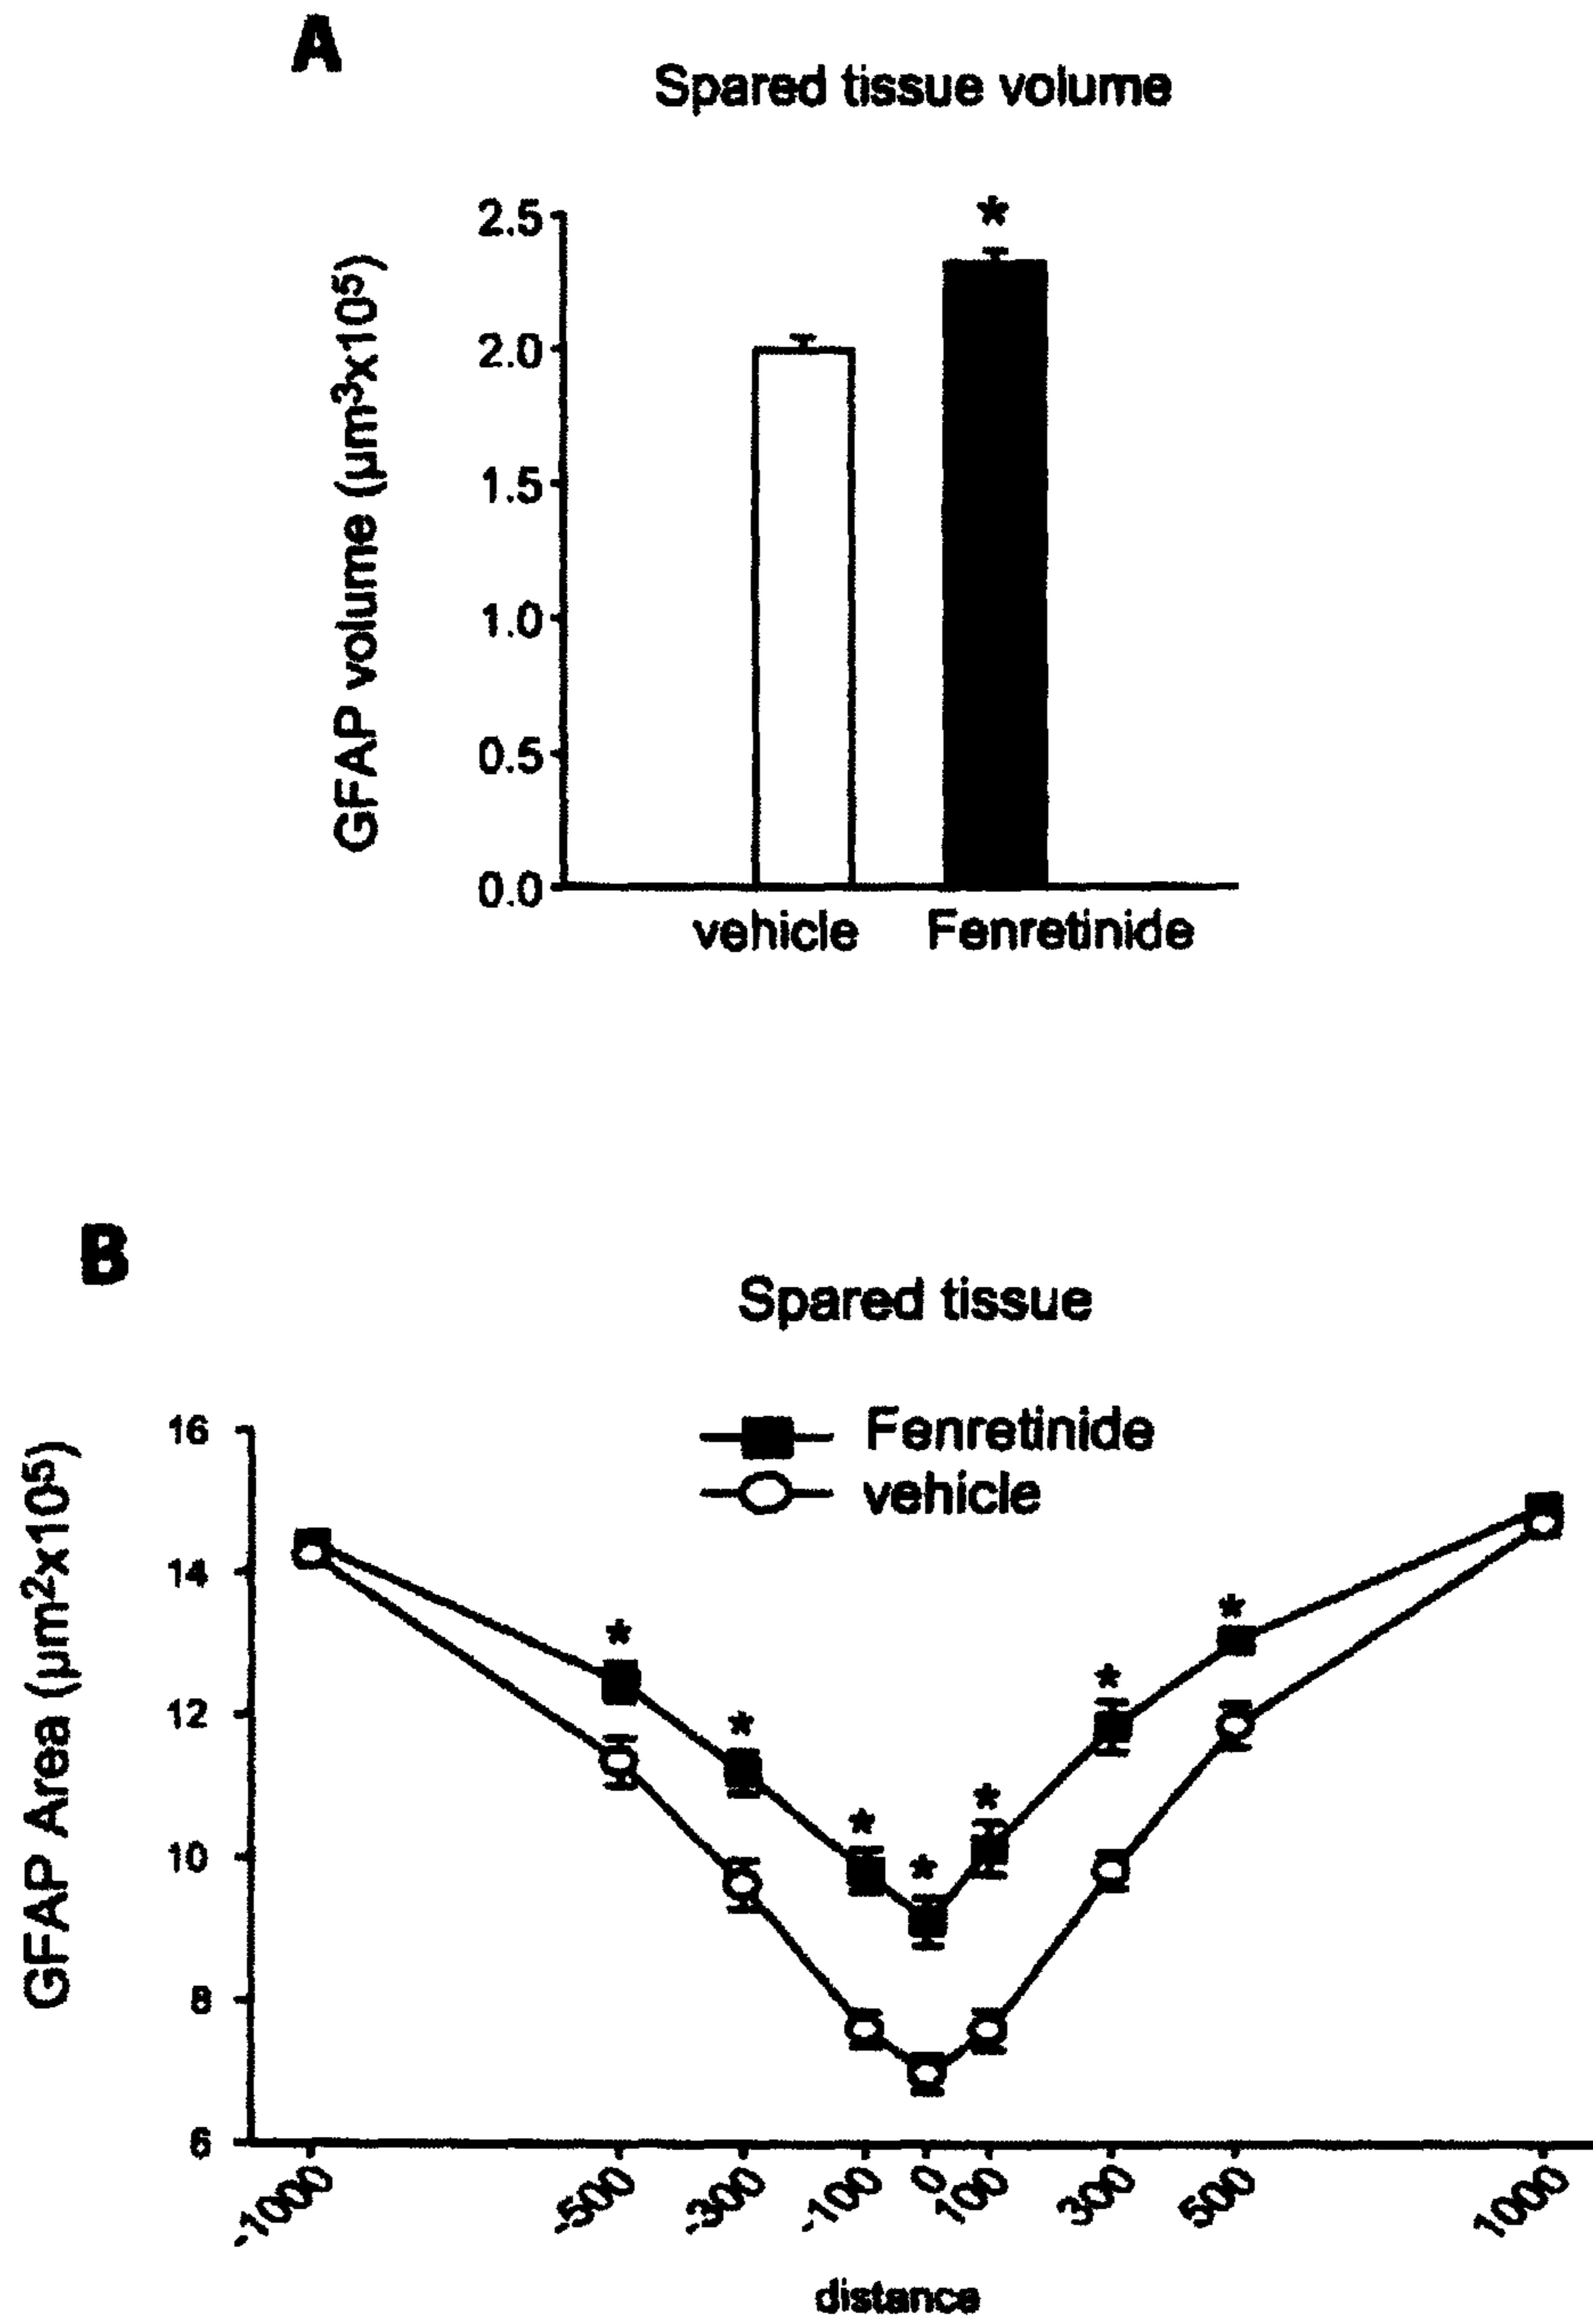 A
Spared tissue volume
*
2.5
2.0
1.5
1.0
0.5
0.0
GFAP volume (µm³x10⁵)
vehicle
Fenretinide
B
Spared tissue
Fenretinide
vehicle
16
14
12
10
8
6
GFAP Area (µm²x10⁵)
* * * * * * *
-1000 -500 -300 -100 0 100 300 500 1000
distance